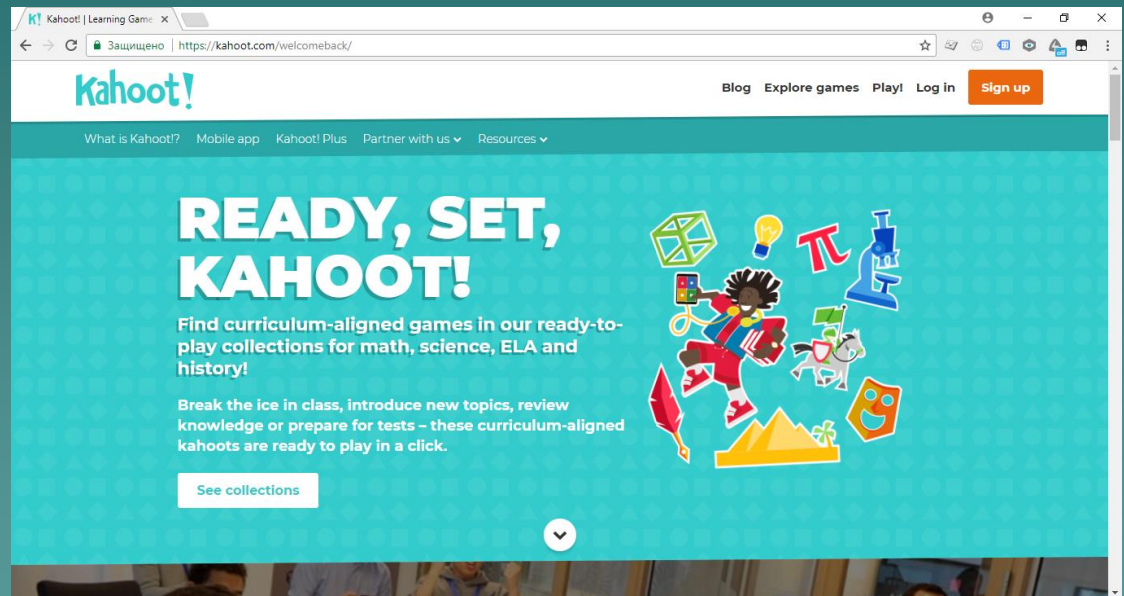 K! Kahoot! | Learning Game
Защищено | https://kahoot.com/welcomeback/
off
Kahoot!
Blog Explore games Play! Log in Sign up
What is Kahoot!? Mobile app Kahoot! Plus Partner with us Resources
READY, SET,
KAHOOT!
Find curriculum-aligned games in our ready-to-
play collections for math, science, ELA and
history!
Break the ice in class, introduce new topics, review
knowledge or prepare for tests – these curriculum-aligned
kahoots are ready to play in a click.
See collections